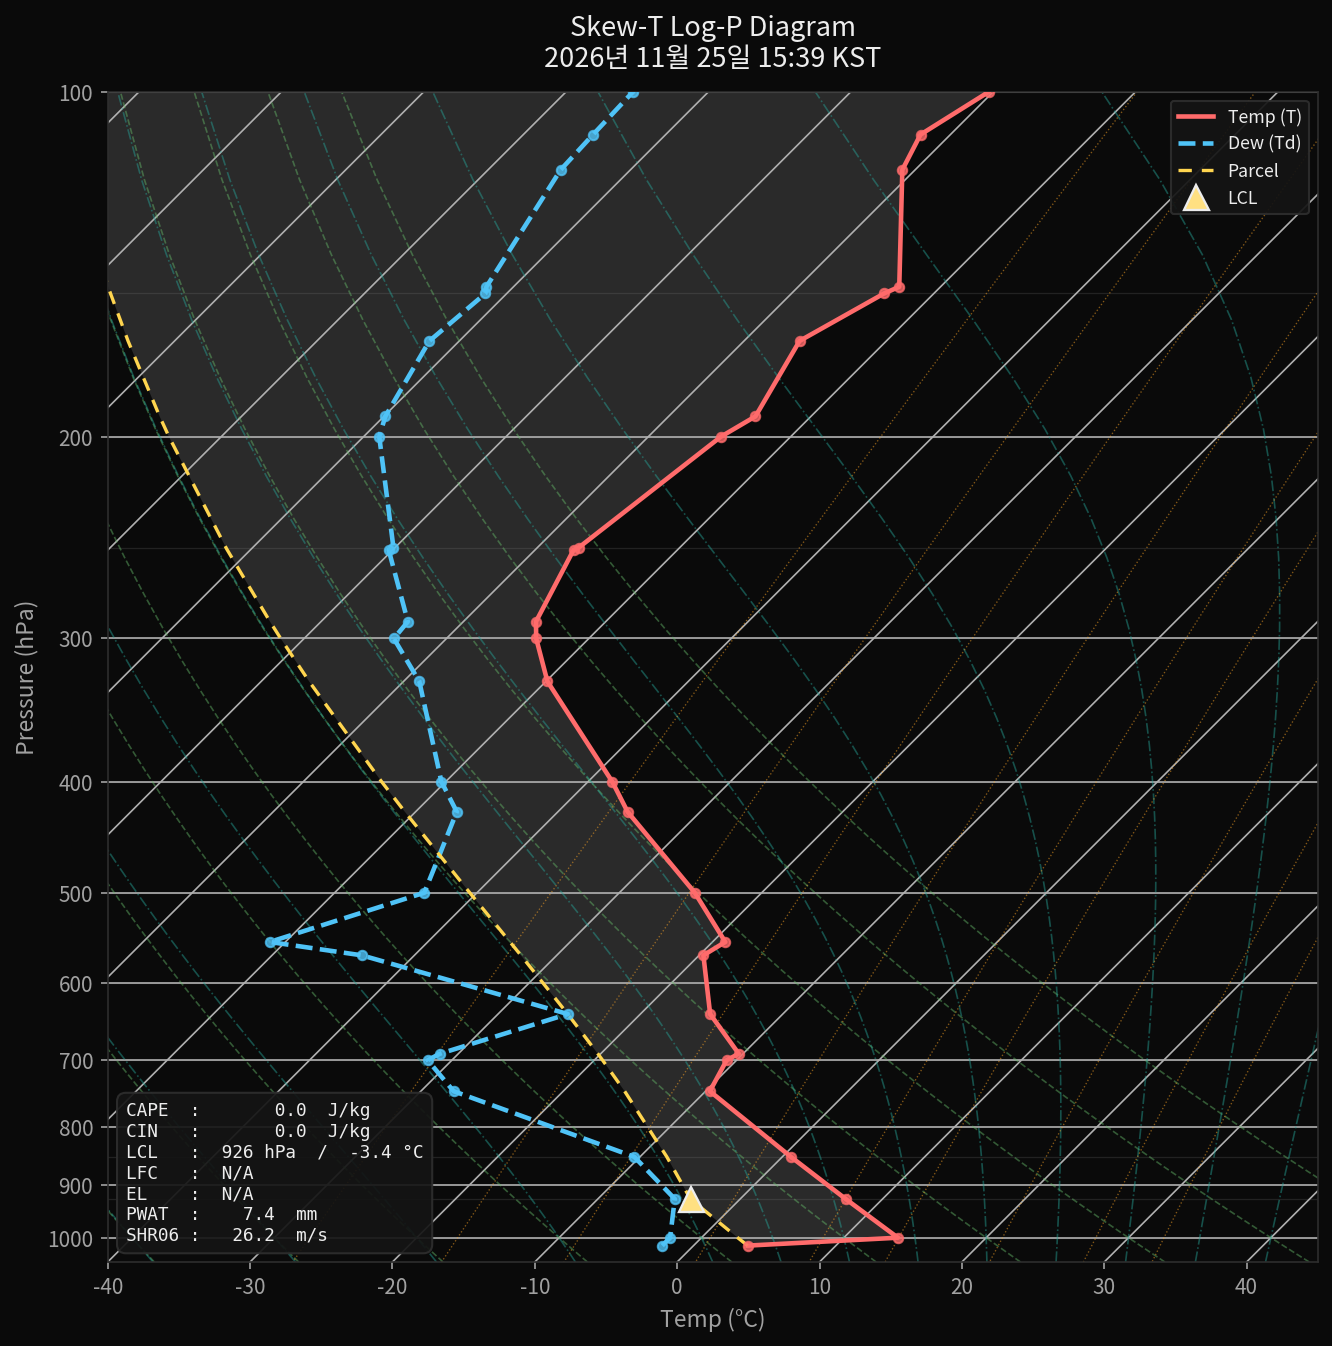 Skew-T Log-P Diagram
2026년 11월 25일 15:39 KST
Temp (T)
Dew (Td)
Parcel
LCL
Pressure (hPa)
100
200
300
400
500
600
700
800
900
1000
CAPE  :       0.0  J/kg
CIN   :       0.0  J/kg
LCL   :  926 hPa  /  -3.4 °C
LFC   :  N/A
EL    :  N/A
PWAT  :    7.4  mm
SHR06 :   26.2  m/s
-40 -30 -20 -10 0 10 20 30 40
Temp (°C)